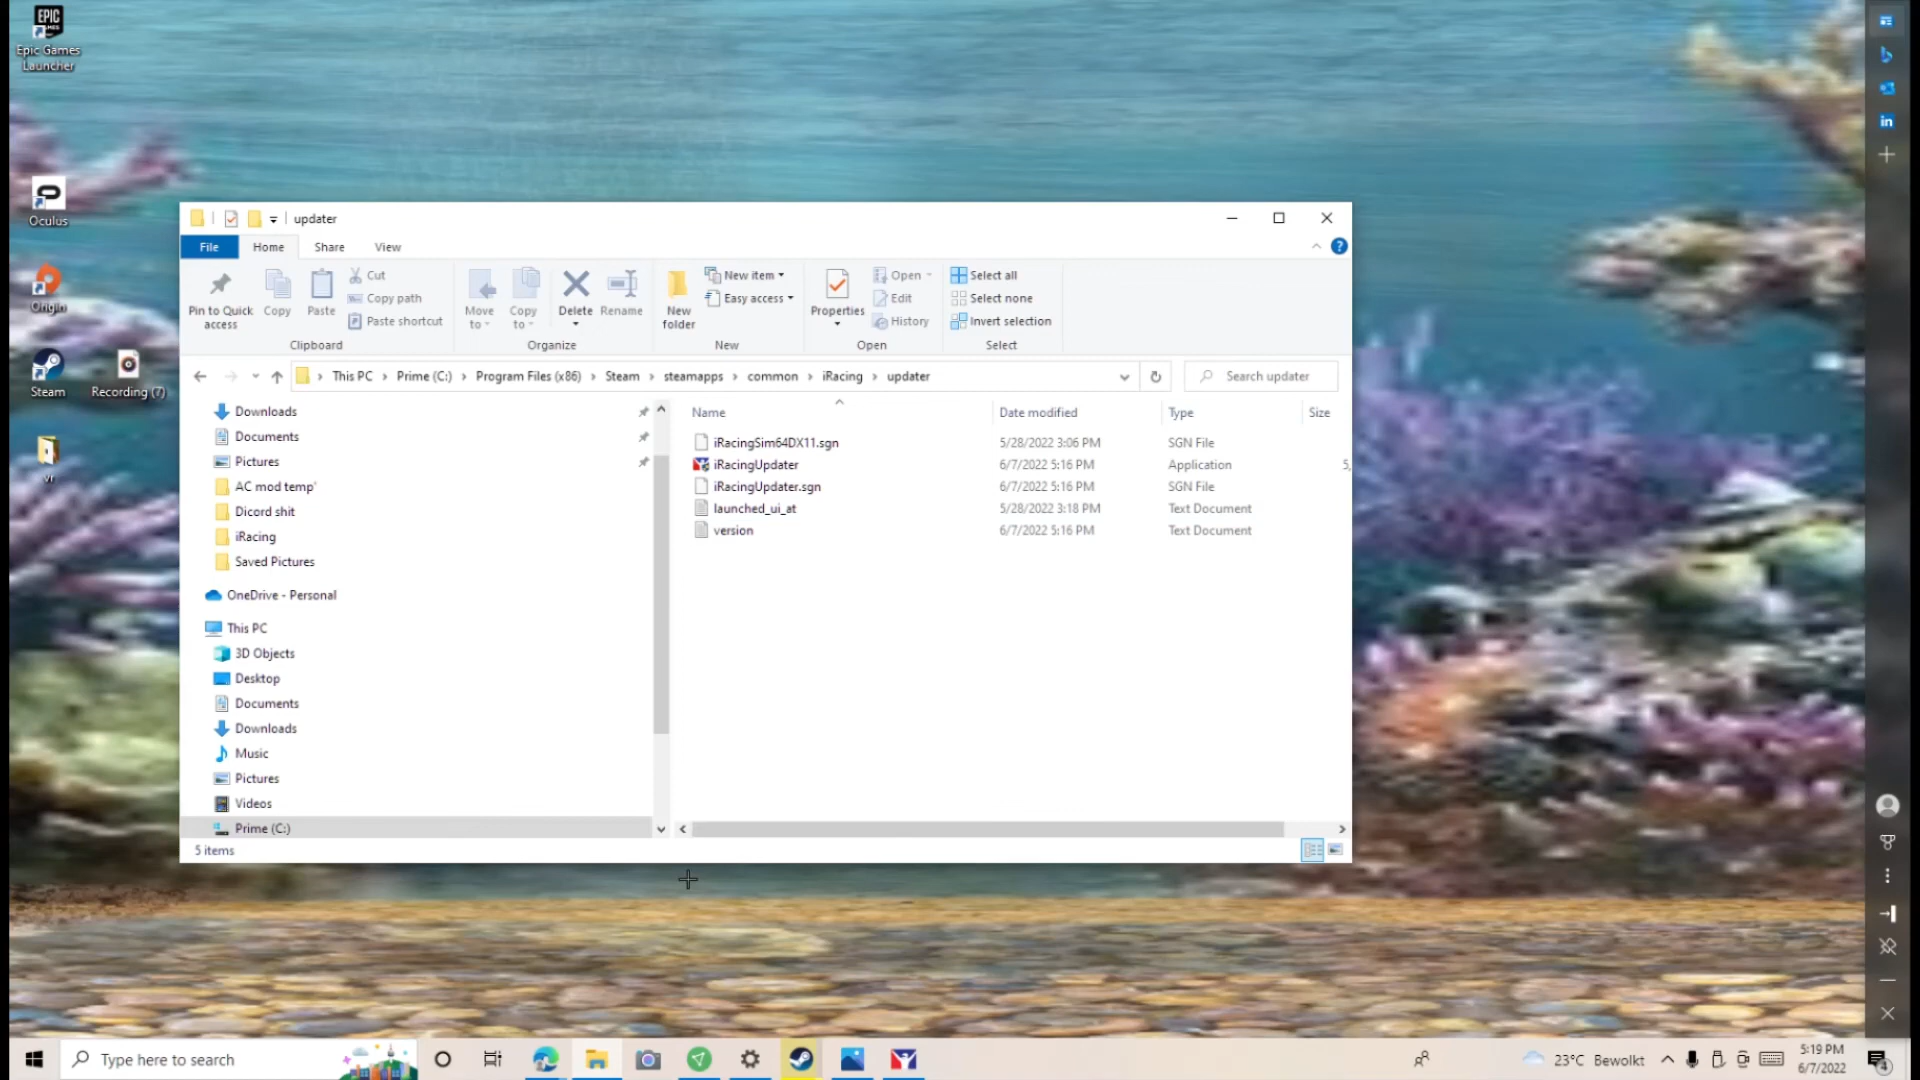 EPIC
GAMES
Epic Games
Launcher
Oculus
Origin
Steam
Recording (7)
vr
updater
File
Home
Share
View
Pin to Quick
access
Copy
Paste
Cut
Copy path
Paste shortcut
Clipboard
Move
to
Copy
to
Delete
Rename
Organize
New
folder
New item
Easy access
New
Properties
Open
Edit
History
Open
Select all
Select none
Invert selection
Select
This PC > Prime (C:) > Program Files (x86) > Steam > steamapps > common > iRacing > updater
Search updater
Downloads
Documents
Pictures
AC mod temp'
Dicord shit
iRacing
Saved Pictures
OneDrive - Personal
This PC
3D Objects
Desktop
Documents
Downloads
Music
Pictures
Videos
Prime (C:)
Name Date modified Type Size
iRacingSim64DX11.sgn 5/28/2022 3:06 PM SGN File
iRacingUpdater 6/7/2022 5:16 PM Application 5,
iRacingUpdater.sgn 6/7/2022 5:16 PM SGN File
launched_ui_at 5/28/2022 3:18 PM Text Document
version 6/7/2022 5:16 PM Text Document
5 items
in
Type here to search
23°C Bewolkt
5:19 PM
6/7/2022
4